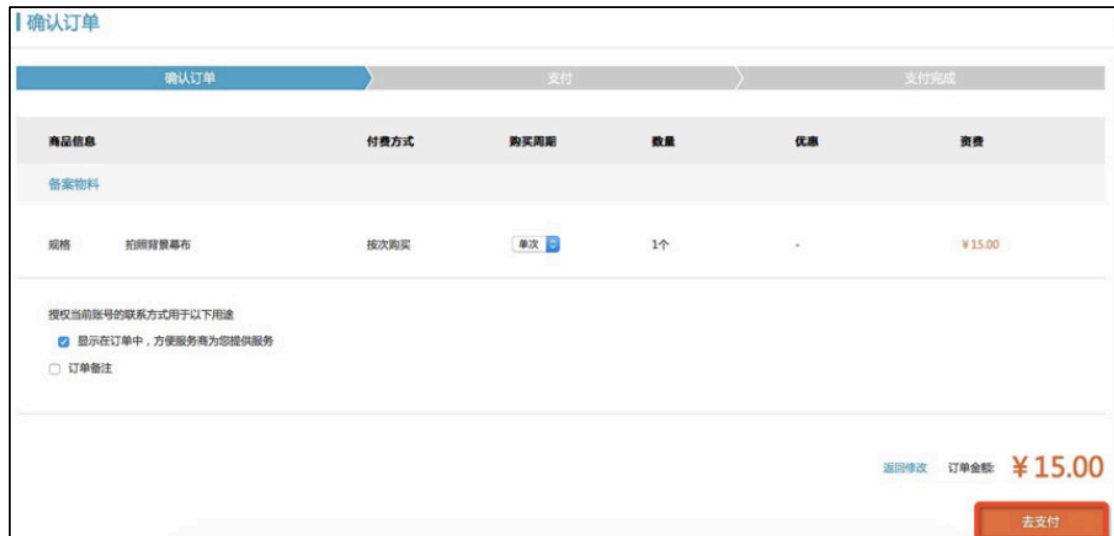 确认订单
确认订单 支付 支付完成
商品信息 付费方式 购买周期 数量 优惠 资费
备案物料
规格 拍照背景幕布 按次购买 单次 1个 - ¥15.00
授权当前账号的联系方式用于以下用途
显示在订单中，方便服务商为您提供服务
订单备注
返回修改 订单金额: ¥15.00
去支付